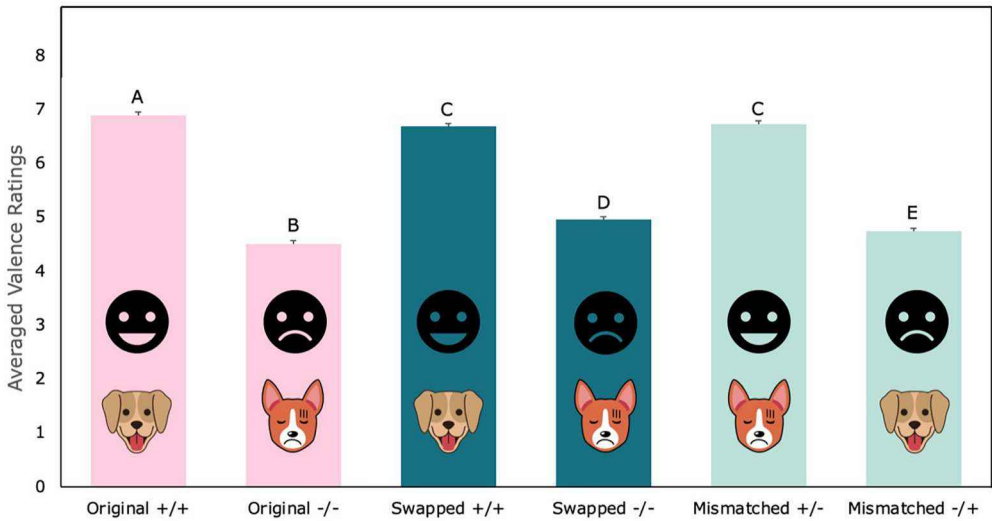 Averaged Valence Ratings
8
7
6
5
4
3
2
1
0
A
B
C
D
C
E
Original +/+
Original -/-
Swapped +/+
Swapped -/-
Mismatched +/-
Mismatched -/+